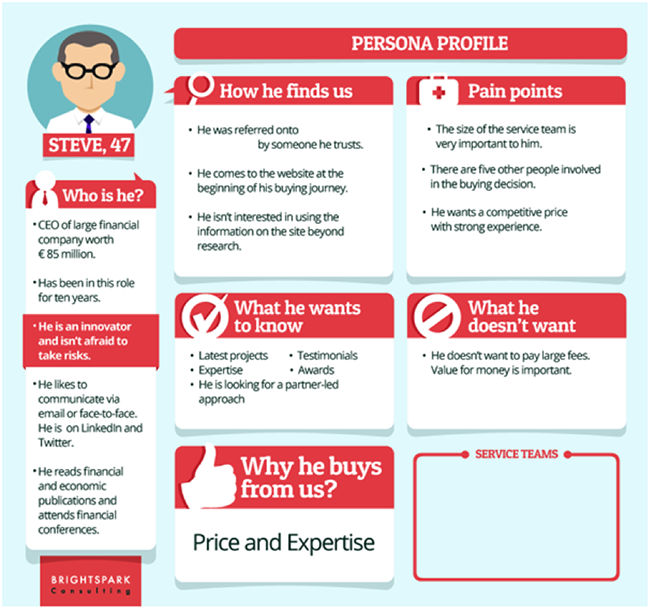 PERSONA PROFILE
STEVE, 47
Who is he?
• CEO of large financial
company worth
€ 85 million.
• Has been in this role
for ten years.
• He is an innovator
and isn't afraid to
take risks.
• He likes to
communicate via
email or face-to-face.
He is on LinkedIn and
Twitter.
• He reads financial
and economic
publications and
attends financial
conferences.
BRIGHTSPARK
Consulting
How he finds us
• He was referred onto
by someone he trusts.
• He comes to the website at the
beginning of his buying journey.
• He isn't interested in using the
information on the site beyond
research.
Pain points
• The size of the service team is
very important to him.
• There are five other people involved
in the buying decision.
• He wants a competitive price
with strong experience.
What he wants
to know
• Latest projects • Testimonials
• Expertise • Awards
• He is looking for a partner-led
approach
What he
doesn't want
• He doesn't want to pay large fees.
Value for money is important.
Why he buys
from us?
Price and Expertise
SERVICE TEAMS